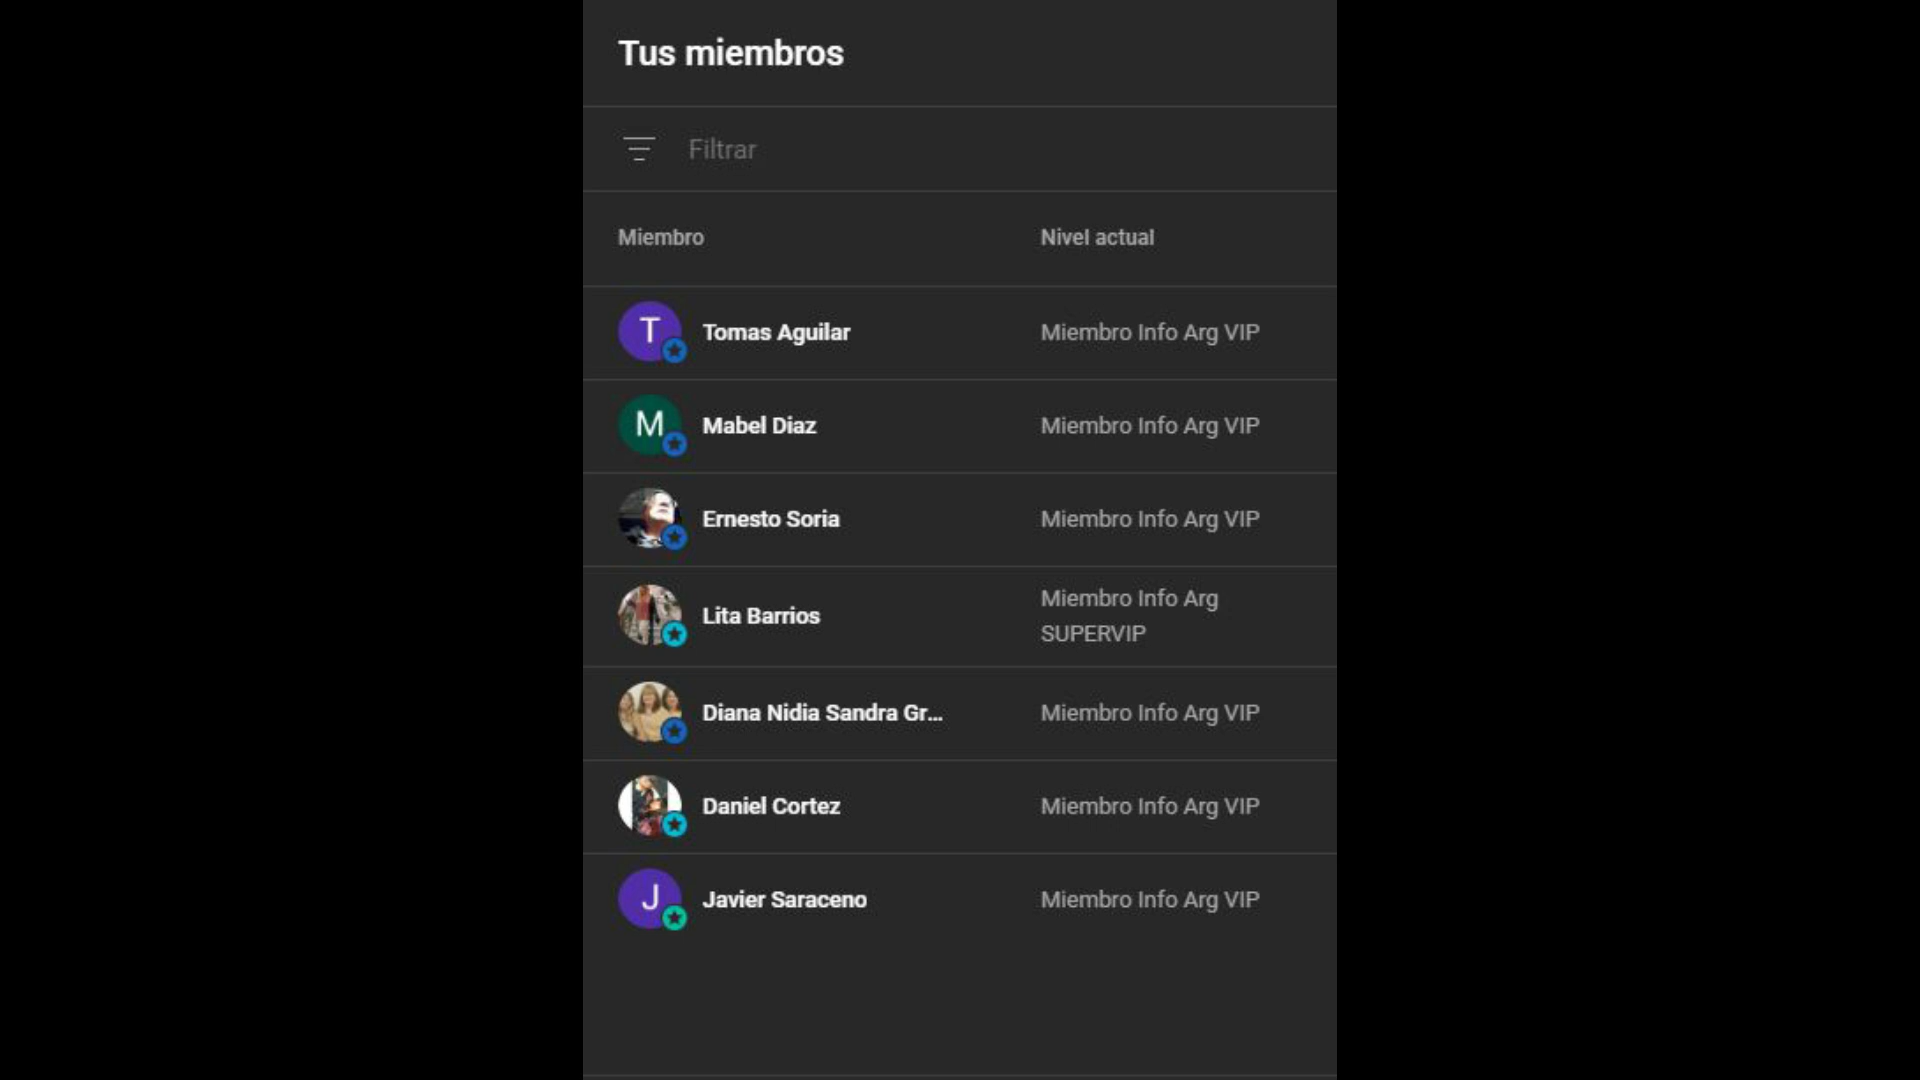 Tus miembros
Filtrar
Miembro Nivel actual
T Tomas Aguilar Miembro Info Arg VIP
M Mabel Diaz Miembro Info Arg VIP
Ernesto Soria Miembro Info Arg VIP
Lita Barrios Miembro Info Arg
SUPERVIP
Diana Nidia Sandra Gr... Miembro Info Arg VIP
Daniel Cortez Miembro Info Arg VIP
J Javier Saraceno Miembro Info Arg VIP